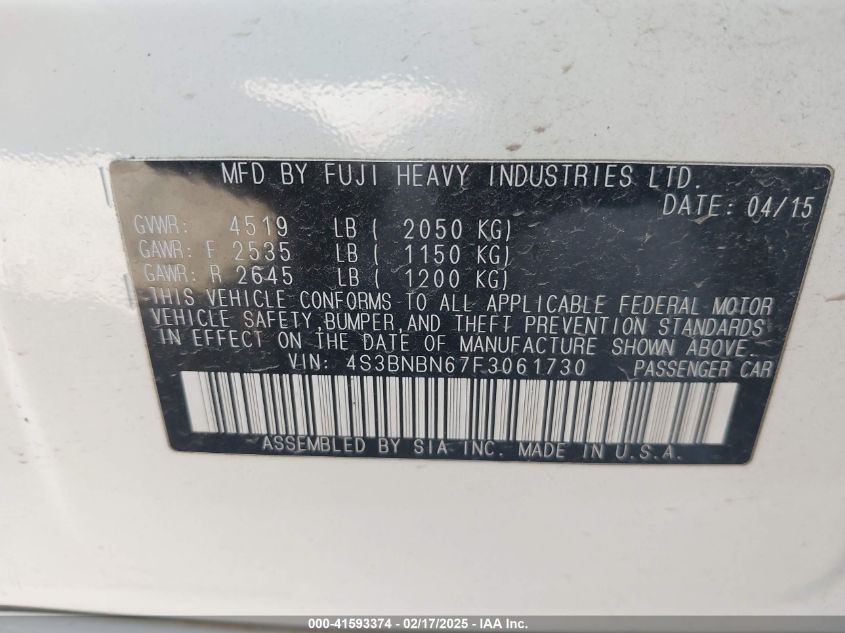 MFD BY FUJI HEAVY INDUSTRIES LTD.
DATE: 04/15
GVWR: 4519 LB ( 2050 KG)
GAWR: F 2535 LB ( 1150 KG)
GAWR: R 2645 LB ( 1200 KG)
THIS VEHICLE CONFORMS TO ALL APPLICABLE FEDERAL MOTOR
VEHICLE SAFETY,BUMPER,AND THEFT PREVENTION STANDARDS
IN EFFECT ON THE DATE OF MANUFACTURE SHOWN ABOVE.
VIN: 4S3BNBN67F3061730 PASSENGER CAR
ASSEMBLED BY SIA INC. MADE IN U.S.A.
000-41593374 | 02/17/2025 - IAA Inc.